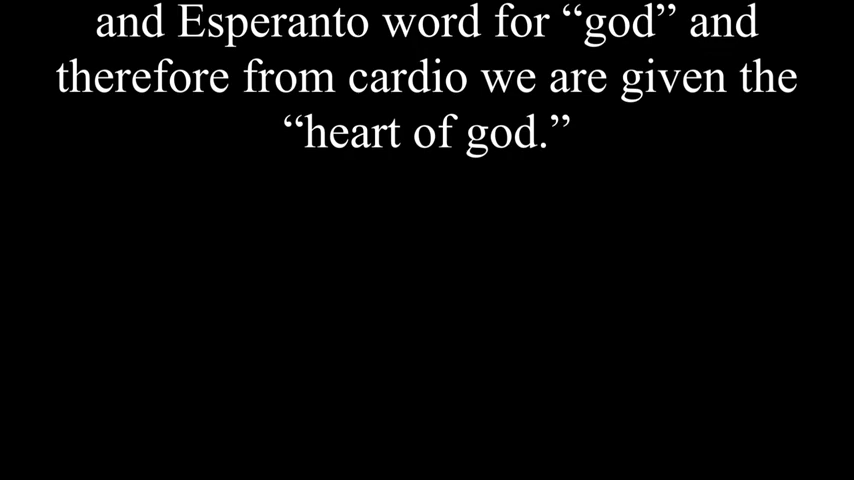 and Esperanto word for “god” and
therefore from cardio we are given the
“heart of god.”